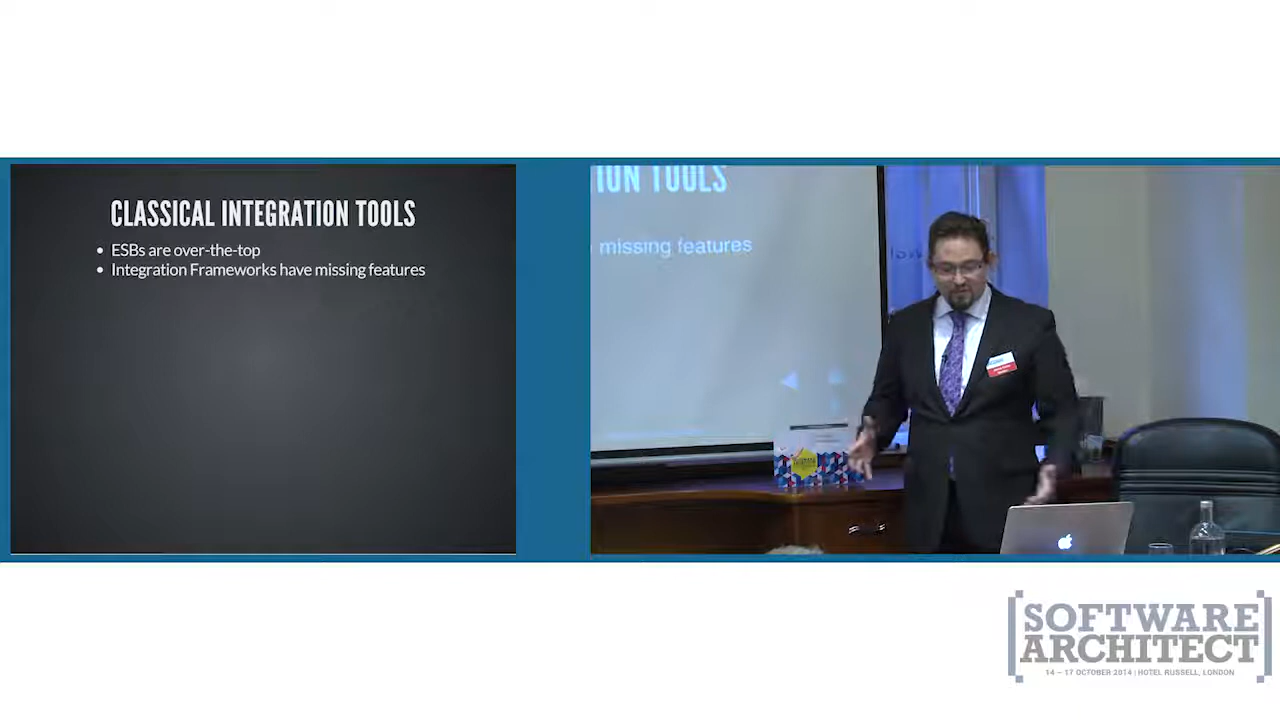 CLASSICAL INTEGRATION TOOLS
• ESBs are over-the-top
• Integration Frameworks have missing features
ION TOOLS
missing features
[SOFTWARE
ARCHITECT]
14 – 17 OCTOBER 2014 | HOTEL RUSSELL, LONDON